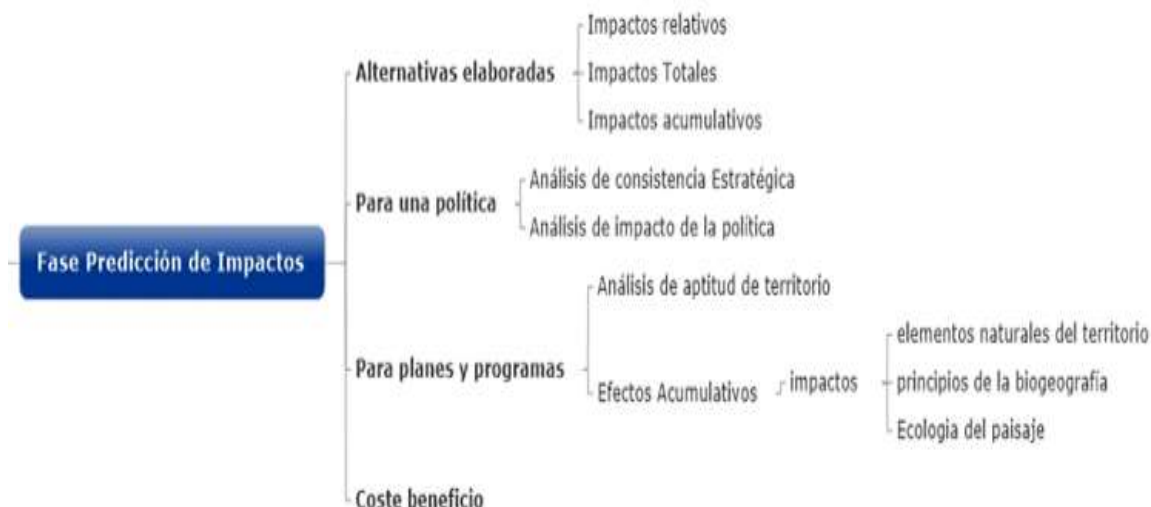 Fase Predicción de Impactos
Alternativas elaboradas
Impactos relativos
Impactos Totales
Impactos acumulativos
Para una política
Análisis de consistencia Estratégica
Análisis de impacto de la política
Para planes y programas
Análisis de aptitud de territorio
Efectos Acumulativos
impactos
elementos naturales del territorio
principios de la biogeografía
Ecologia del paisaje
Coste beneficio